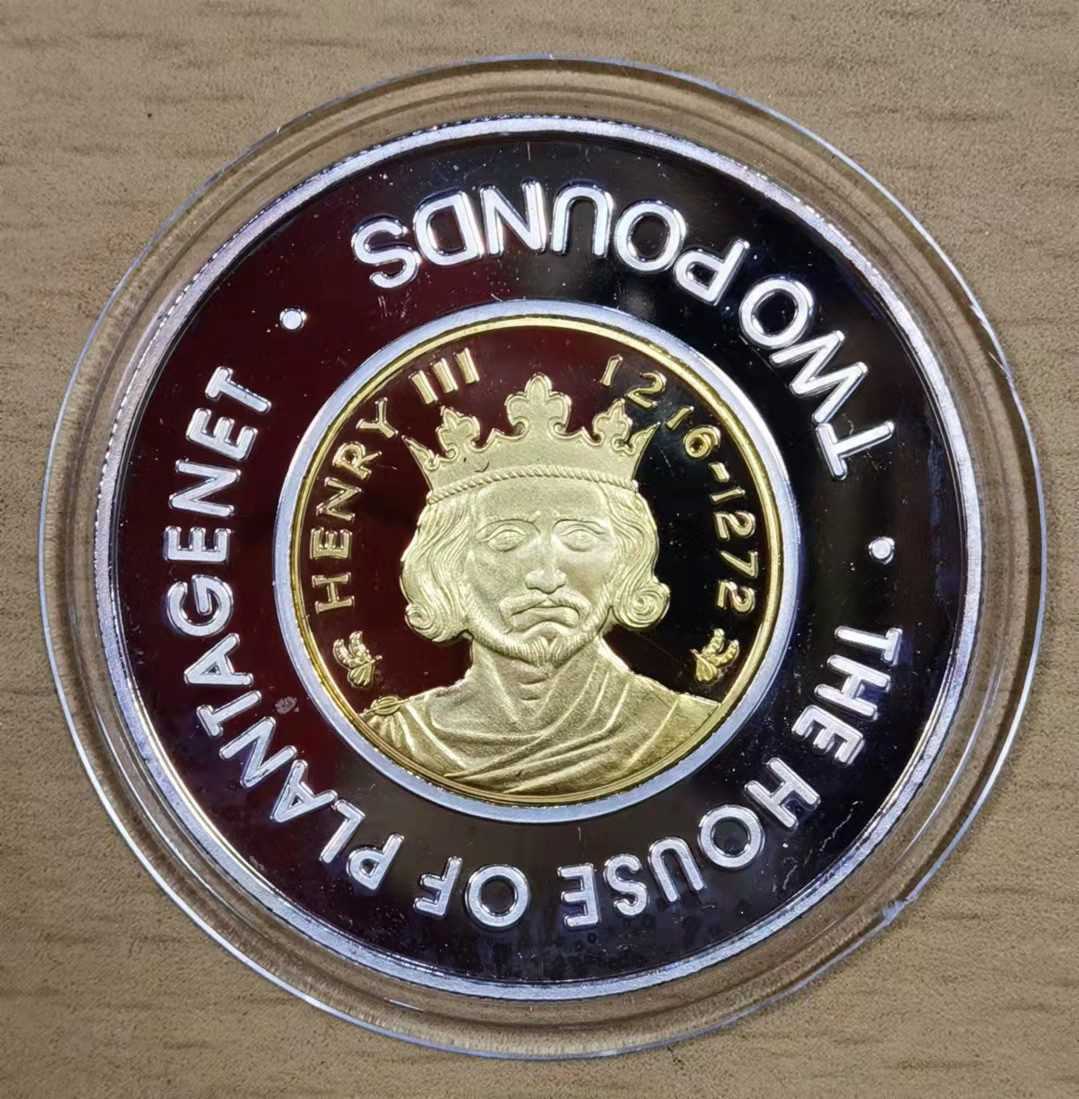 THE HOUSE OF PLANTAGENET •
TWO POUNDS •
HENRY III 1216-1272